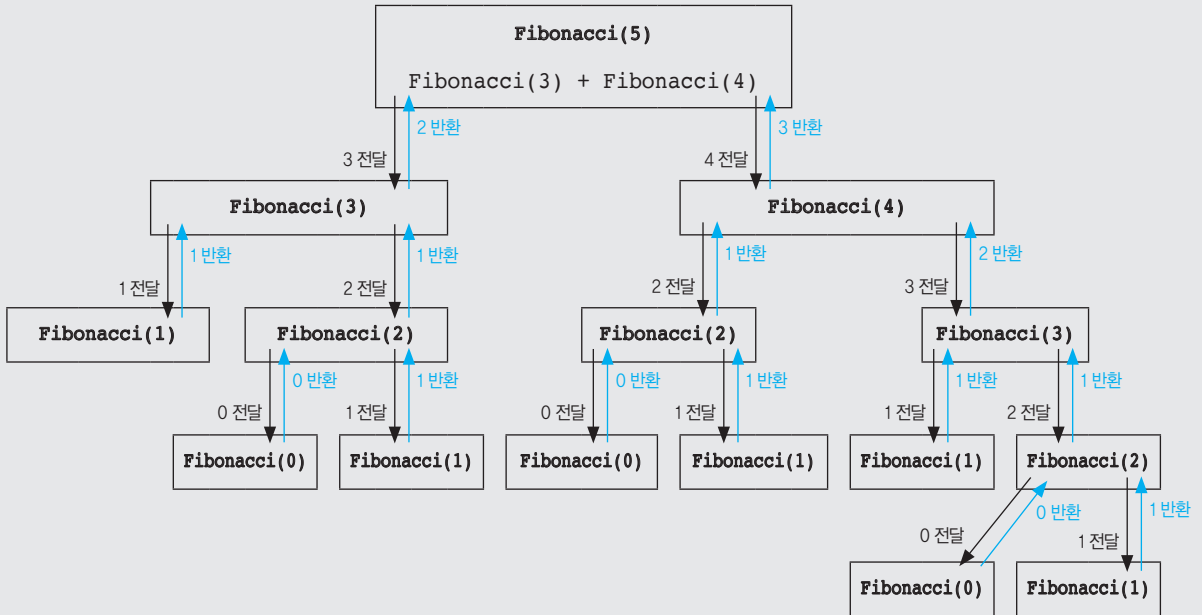 Fibonacci(5)
Fibonacci(3) + Fibonacci(4)
2 반환
3 반환
3 전달
4 전달
Fibonacci(3)
Fibonacci(4)
1 반환
1 반환
1 반환
2 반환
1 전달
2 전달
2 전달
3 전달
Fibonacci(1)
Fibonacci(2)
Fibonacci(2)
Fibonacci(3)
0 반환
1 반환
0 반환
1 반환
1 반환
1 반환
0 전달
1 전달
0 전달
1 전달
1 전달
2 전달
Fibonacci(0)
Fibonacci(1)
Fibonacci(0)
Fibonacci(1)
Fibonacci(1)
Fibonacci(2)
0 반환
1 반환
0 전달
1 전달
Fibonacci(0)
Fibonacci(1)